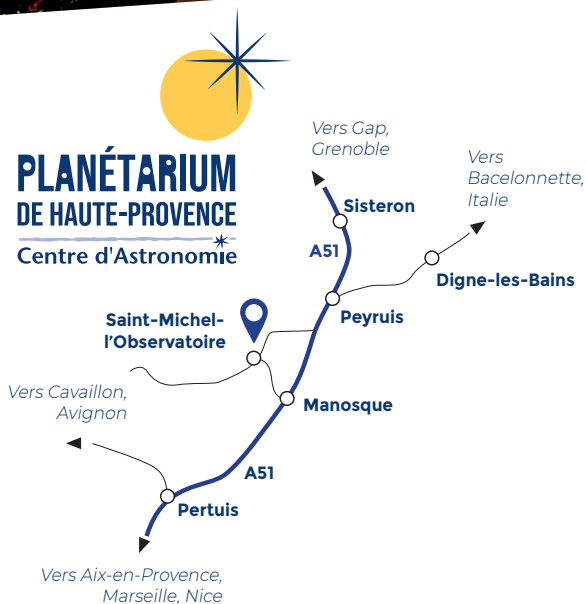 PLANÉTARIUM
DE HAUTE-PROVENCE
Centre d'Astronomie
Vers Gap,
Grenoble
Vers
Bacelonnette,
Italie
Sisteron
A51
Digne-les-Bains
Peyruis
Saint-Michel-
l'Observatoire
Vers Cavaillon,
Avignon
Manosque
A51
Pertuis
Vers Aix-en-Provence,
Marseille, Nice